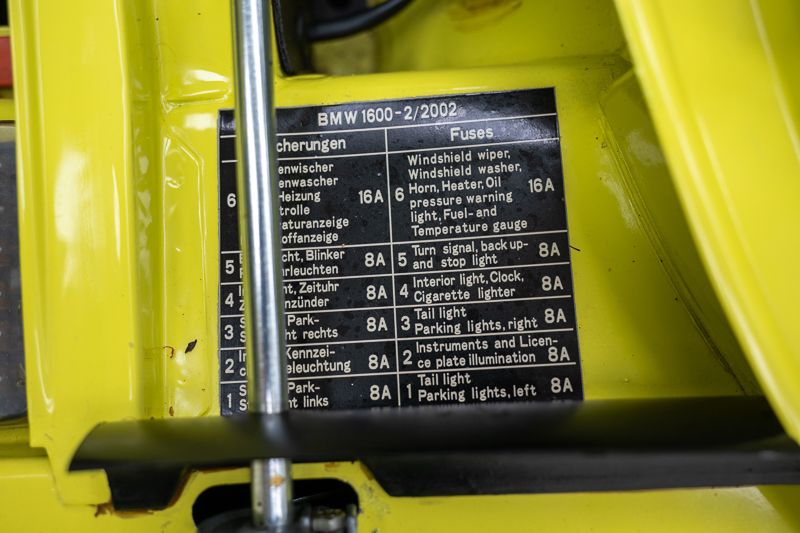 BMW 1600-2/2002
cherungen
Fuses
6
enwischer
enwascher
Heizung
trolle
aturanzeige
offanzeige
16A
6
Windshield wiper,
Windshield washer,
Horn, Heater, Oil
pressure warning
light, Fuel- and
Temperature gauge
16A
5
cht, Blinker
leuchten
8A
5
Turn signal, back up-
and stop light
8A
4
t, Zeituhr
zünder
8A
4
Interior light, Clock,
Cigarette lighter
8A
3
Park-
t rechts
8A
3
Tail light
Parking lights, right
8A
2
Kennzei-
eleuchtung
8A
2
Instruments and Licen-
ce plate illumination
8A
1
Park-
t links
8A
1
Tail light
Parking lights, left
8A